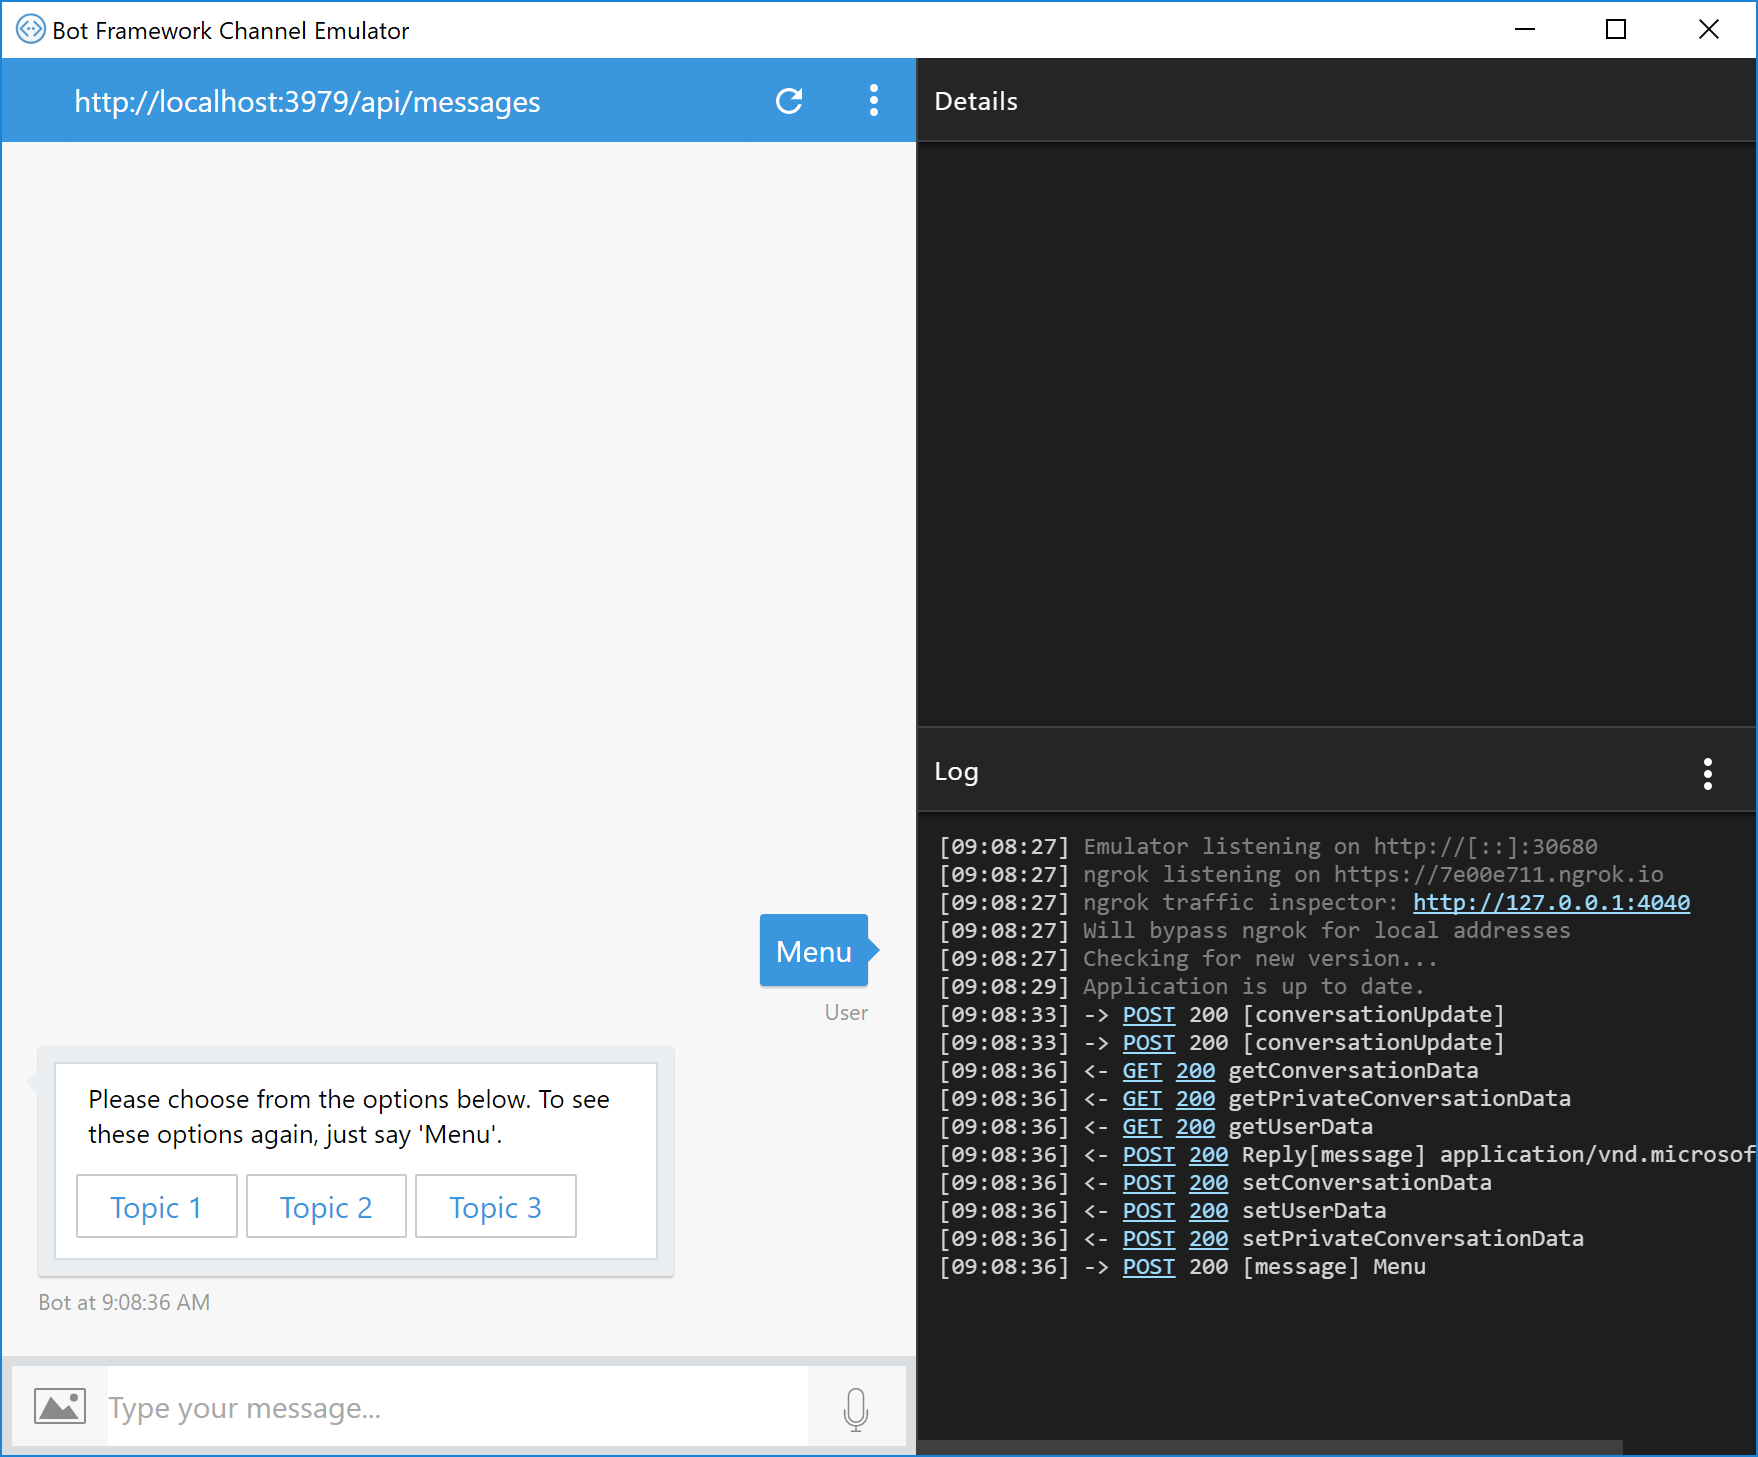 Bot Framework Channel Emulator
http://localhost:3979/api/messages
Menu
User
Please choose from the options below. To see
these options again, just say 'Menu'.
Topic 1
Topic 2
Topic 3
Bot at 9:08:36 AM
Type your message...
Details
Log
[09:08:27] Emulator listening on http://[::]:30680
[09:08:27] ngrok listening on https://7e00e711.ngrok.io
[09:08:27] ngrok traffic inspector: http://127.0.0.1:4040
[09:08:27] Will bypass ngrok for local addresses
[09:08:27] Checking for new version...
[09:08:29] Application is up to date.
[09:08:33] -> POST 200 [conversationUpdate]
[09:08:33] -> POST 200 [conversationUpdate]
[09:08:36] <- GET 200 getConversationData
[09:08:36] <- GET 200 getPrivateConversationData
[09:08:36] <- GET 200 getUserData
[09:08:36] <- POST 200 Reply[message] application/vnd.microsof
[09:08:36] <- POST 200 setConversationData
[09:08:36] <- POST 200 setUserData
[09:08:36] <- POST 200 setPrivateConversationData
[09:08:36] -> POST 200 [message] Menu